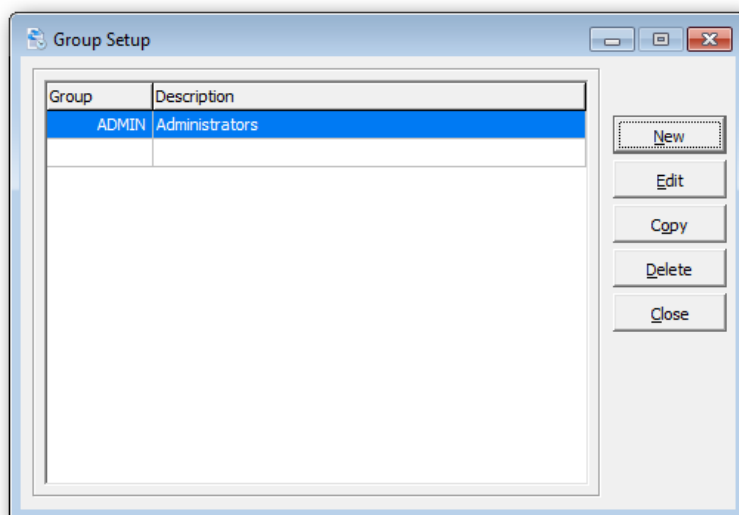 Group Setup
Group Description
ADMIN Administrators
New
Edit
Copy
Delete
Close